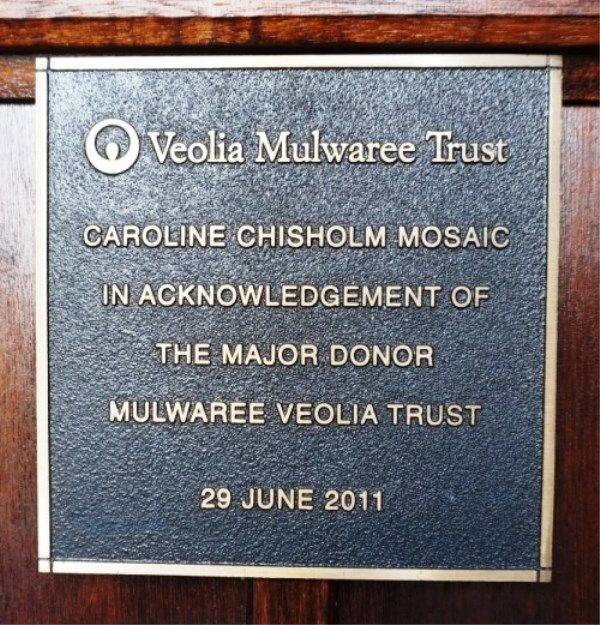 Veolia Mulwaree Trust
CAROLINE CHISHOLM MOSAIC
IN ACKNOWLEDGEMENT OF
THE MAJOR DONOR
MULWAREE VEOLIA TRUST
29 JUNE 2011